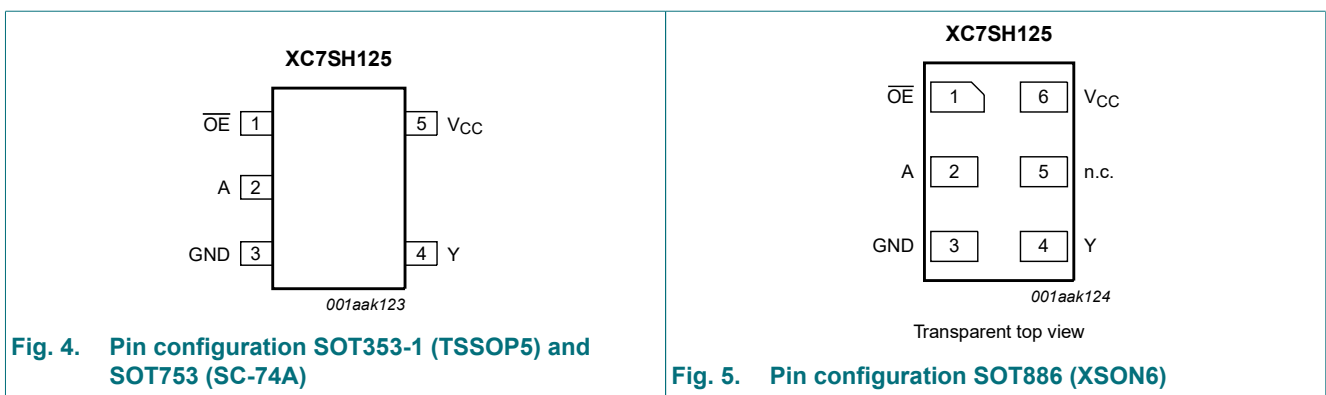 XC7SH125
OE 1
5 VCC
A 2
GND 3
4 Y
001aak123
Fig. 4. Pin configuration SOT353-1 (TSSOP5) and
SOT753 (SC-74A)
XC7SH125
OE 1
6 VCC
A 2
5 n.c.
GND 3
4 Y
001aak124
Transparent top view
Fig. 5. Pin configuration SOT886 (XSON6)